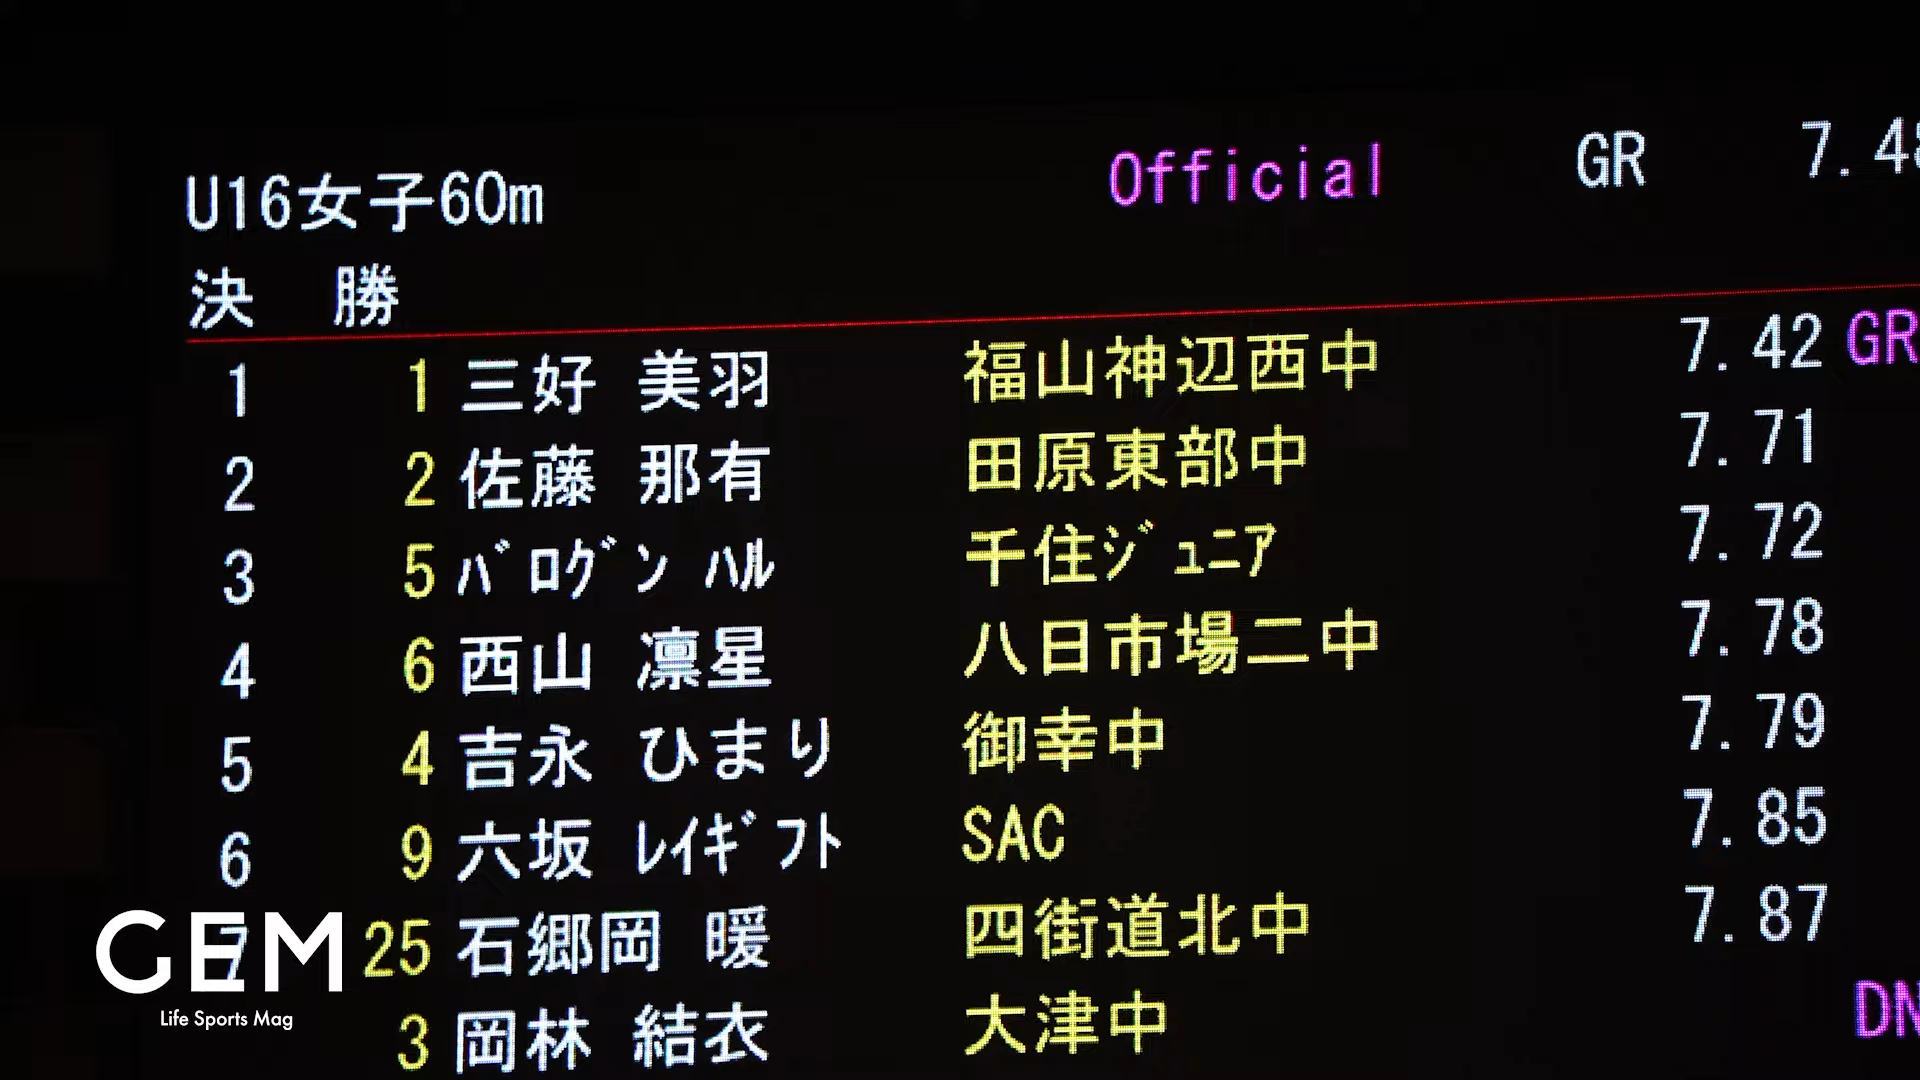 U16女子60m Official GR 7.48
決 勝
1 1 三好 美羽 福山神辺西中 7.42 GR
2 2 佐藤 那有 田原東部中 7.71
3 5 ﾊﾞﾛｸﾞﾝ ﾊﾙ 千住ｼﾞｭﾆｱ 7.72
4 6 西山 凛星 八日市場二中 7.78
5 4 吉永 ひまり 御幸中 7.79
6 9 六坂 ﾚｲｷﾞﾌﾄ SAC 7.85
7 25 石郷岡 暖 四街道北中 7.87
3 岡林 結衣 大津中 DN
GEM
Life Sports Mag